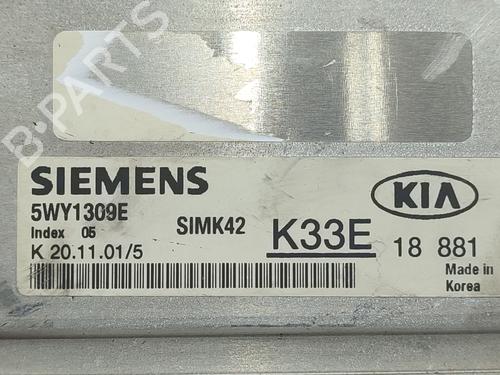 B-PARTS
SIEMENS
5WY1309E
Index 05
SIMK42
K33E
KIA
18 881
K 20.11.01/5
Made in
Korea